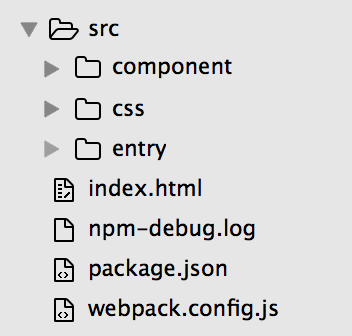 src
component
css
entry
index.html
npm-debug.log
package.json
webpack.config.js